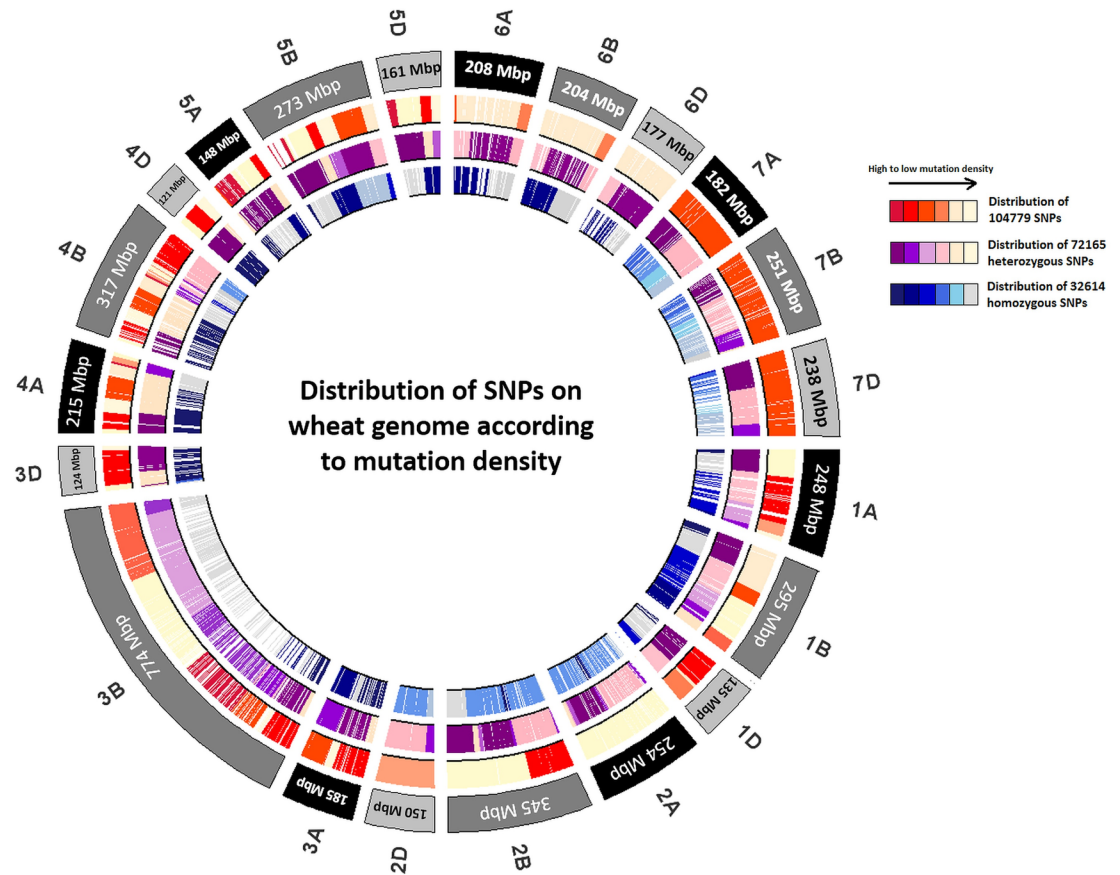 5D
161 Mbp
6A
208 Mbp
6B
204 Mbp
6D
177 Mbp
7A
182 Mbp
7B
251 Mbp
7D
238 Mbp
1A
248 Mbp
1B
295 Mbp
1D
135 Mbp
2A
254 Mbp
2B
345 Mbp
2D
150 Mbp
3A
185 Mbp
3B
774 Mbp
3D
124 Mbp
4A
215 Mbp
4B
317 Mbp
4D
121 Mbp
5A
148 Mbp
5B
273 Mbp
Distribution of SNPs on
wheat genome according
to mutation density
High to low mutation density
Distribution of
104779 SNPs
Distribution of 72165
heterozygous SNPs
Distribution of 32614
homozygous SNPs